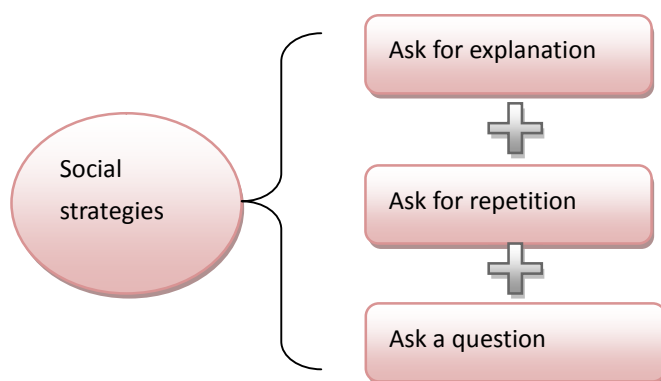 Social
strategies
Ask for explanation
Ask for repetition
Ask a question